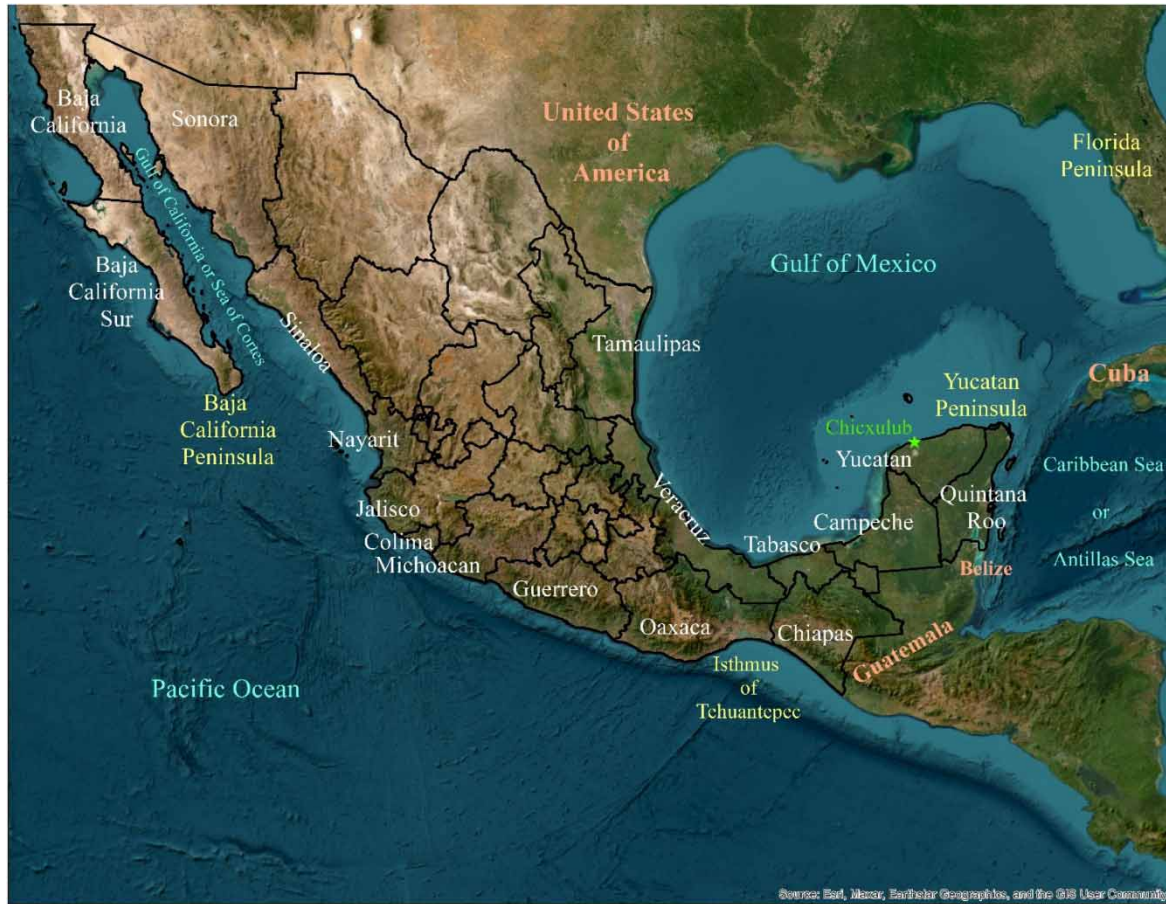 Baja
California
Sonora
Gulf of California or Sea of Cortes
United States
of
America
Florida
Peninsula
Gulf of Mexico
Baja
California
Sur
Sinaloa
Tamaulipas
Cuba
Baja
California
Peninsula
Yucatan
Peninsula
Chicxulub
Nayarit
Yucatan
Caribbean Sea
or
Antillas Sea
Veracruz
Quintana
Roo
Jalisco
Campeche
Colima
Tabasco
Michoacan
Belize
Guerrero
Oaxaca
Chiapas
Guatemala
Isthmus
of
Tehuantepec
Pacific Ocean
Source: Esri, Maxar, Earthstar Geographics, and the GIS User Community